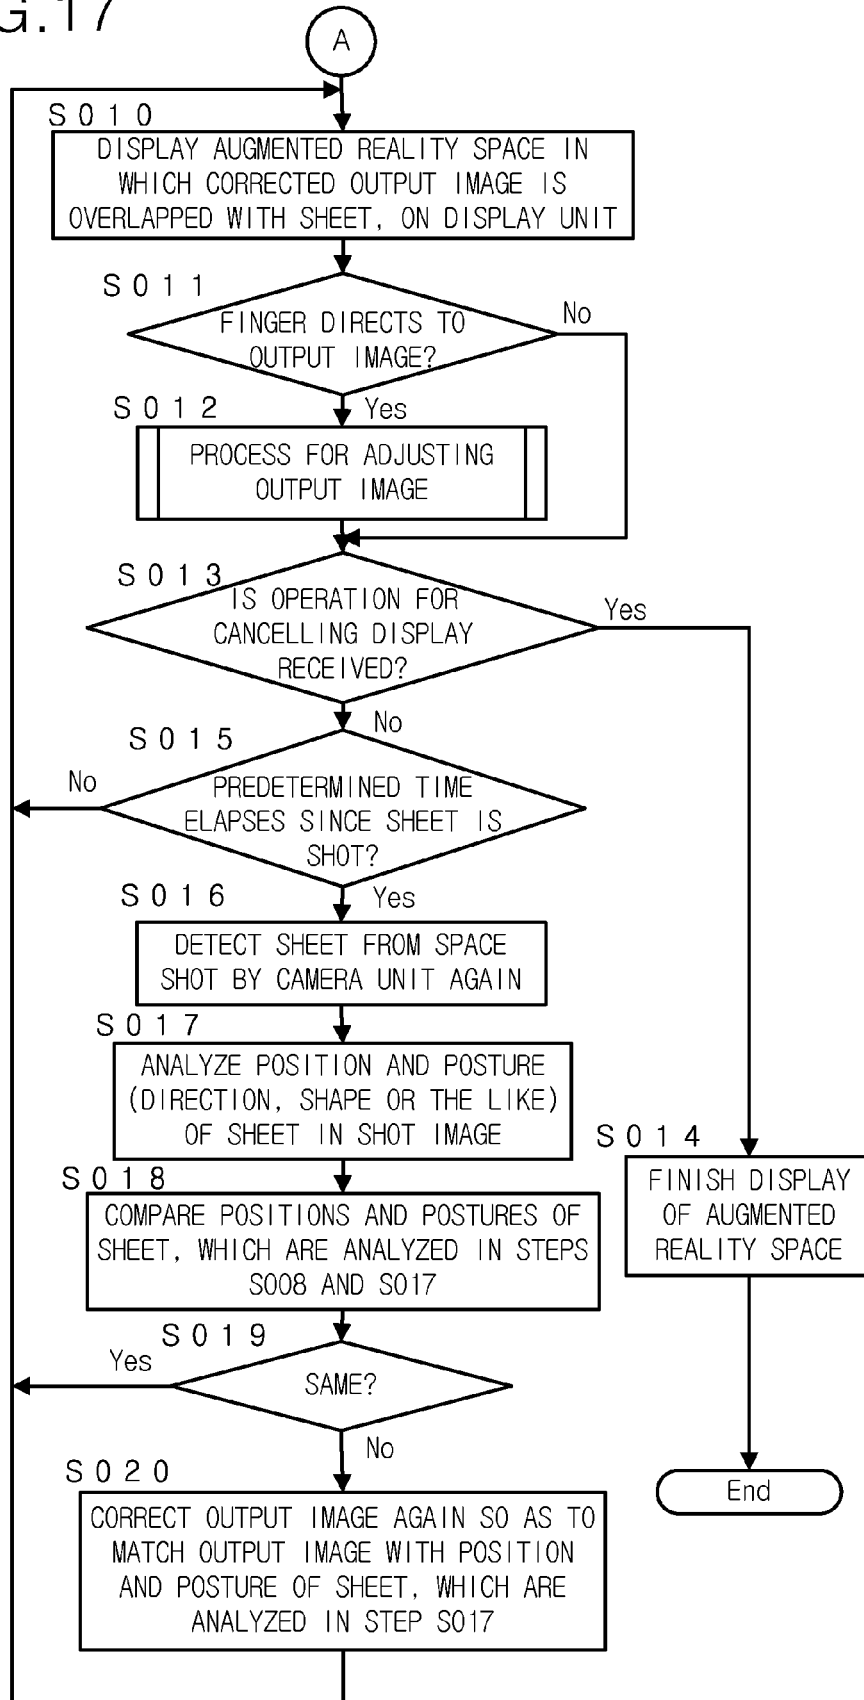 G.17
A
S010
DISPLAY AUGMENTED REALITY SPACE IN
WHICH CORRECTED OUTPUT IMAGE IS
OVERLAPPED WITH SHEET, ON DISPLAY UNIT
S011
FINGER DIRECTS TO
OUTPUT IMAGE?
No
Yes
S012
PROCESS FOR ADJUSTING
OUTPUT IMAGE
S013
IS OPERATION FOR
CANCELLING DISPLAY
RECEIVED?
Yes
No
S015
PREDETERMINED TIME
ELAPSES SINCE SHEET IS
SHOT?
No
Yes
S016
DETECT SHEET FROM SPACE
SHOT BY CAMERA UNIT AGAIN
S017
ANALYZE POSITION AND POSTURE
(DIRECTION, SHAPE OR THE LIKE)
OF SHEET IN SHOT IMAGE
S014
FINISH DISPLAY
OF AUGMENTED
REALITY SPACE
S018
COMPARE POSITIONS AND POSTURES OF
SHEET, WHICH ARE ANALYZED IN STEPS
S008 AND S017
S019
SAME?
Yes
No
End
S020
CORRECT OUTPUT IMAGE AGAIN SO AS TO
MATCH OUTPUT IMAGE WITH POSITION
AND POSTURE OF SHEET, WHICH ARE
ANALYZED IN STEP S017